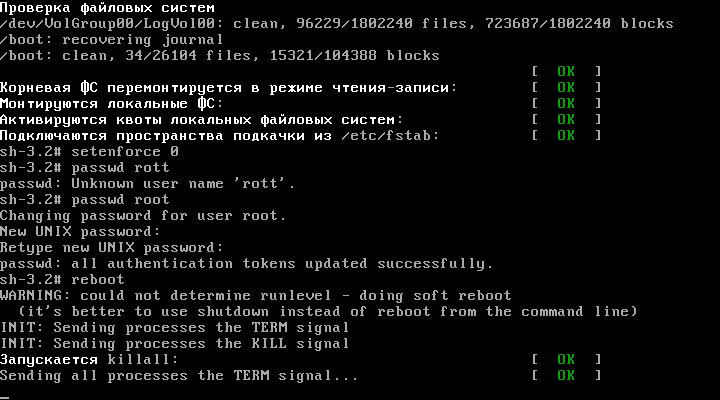 Проверка файловых систем
/dev/VolGroup00/LogVol00: clean, 96229/1802240 files, 723687/1802240 blocks
/boot: recovering journal
/boot: clean, 34/26104 files, 15321/104388 blocks
[  OK  ]
Корневая ФС перемонтируется в режиме чтения-записи: [  OK  ]
Монтируются локальные ФС: [  OK  ]
Активируются квоты локальных файловых систем: [  OK  ]
Подключаются пространства подкачки из /etc/fstab: [  OK  ]
sh-3.2# setenforce 0
sh-3.2# passwd rott
passwd: Unknown user name 'rott'.
sh-3.2# passwd root
Changing password for user root.
New UNIX password:
Retype new UNIX password:
passwd: all authentication tokens updated successfully.
sh-3.2# reboot
WARNING: could not determine runlevel - doing soft reboot
  (it's better to use shutdown instead of reboot from the command line)
INIT: Sending processes the TERM signal
INIT: Sending processes the KILL signal
Запускается killall: [  OK  ]
Sending all processes the TERM signal... [  OK  ]